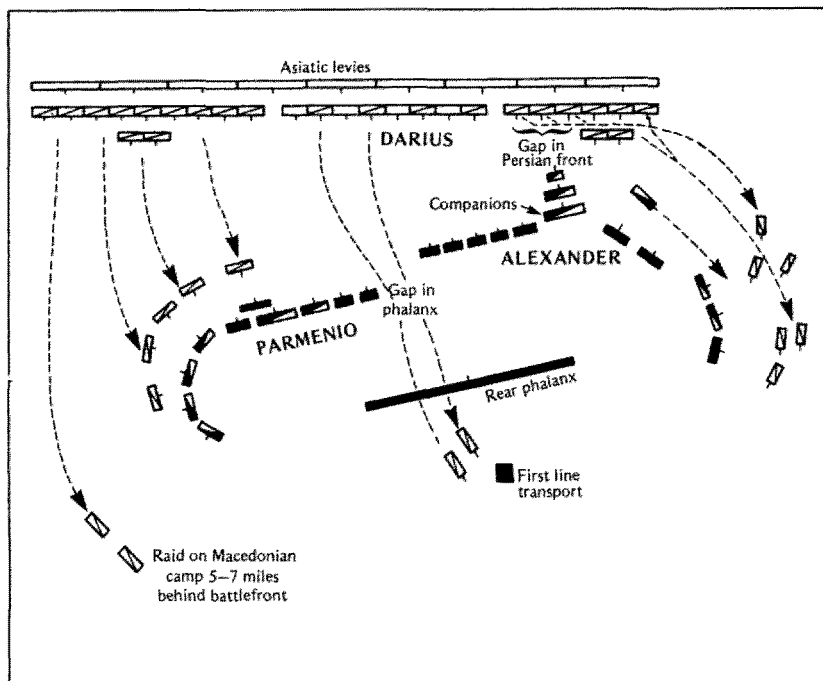 Asiatic levies
DARIUS
Gap in
Persian front
Companions
ALEXANDER
Gap in
phalanx
PARMENIO
Rear phalanx
First line
transport
Raid on Macedonian
camp 5–7 miles
behind battlefront